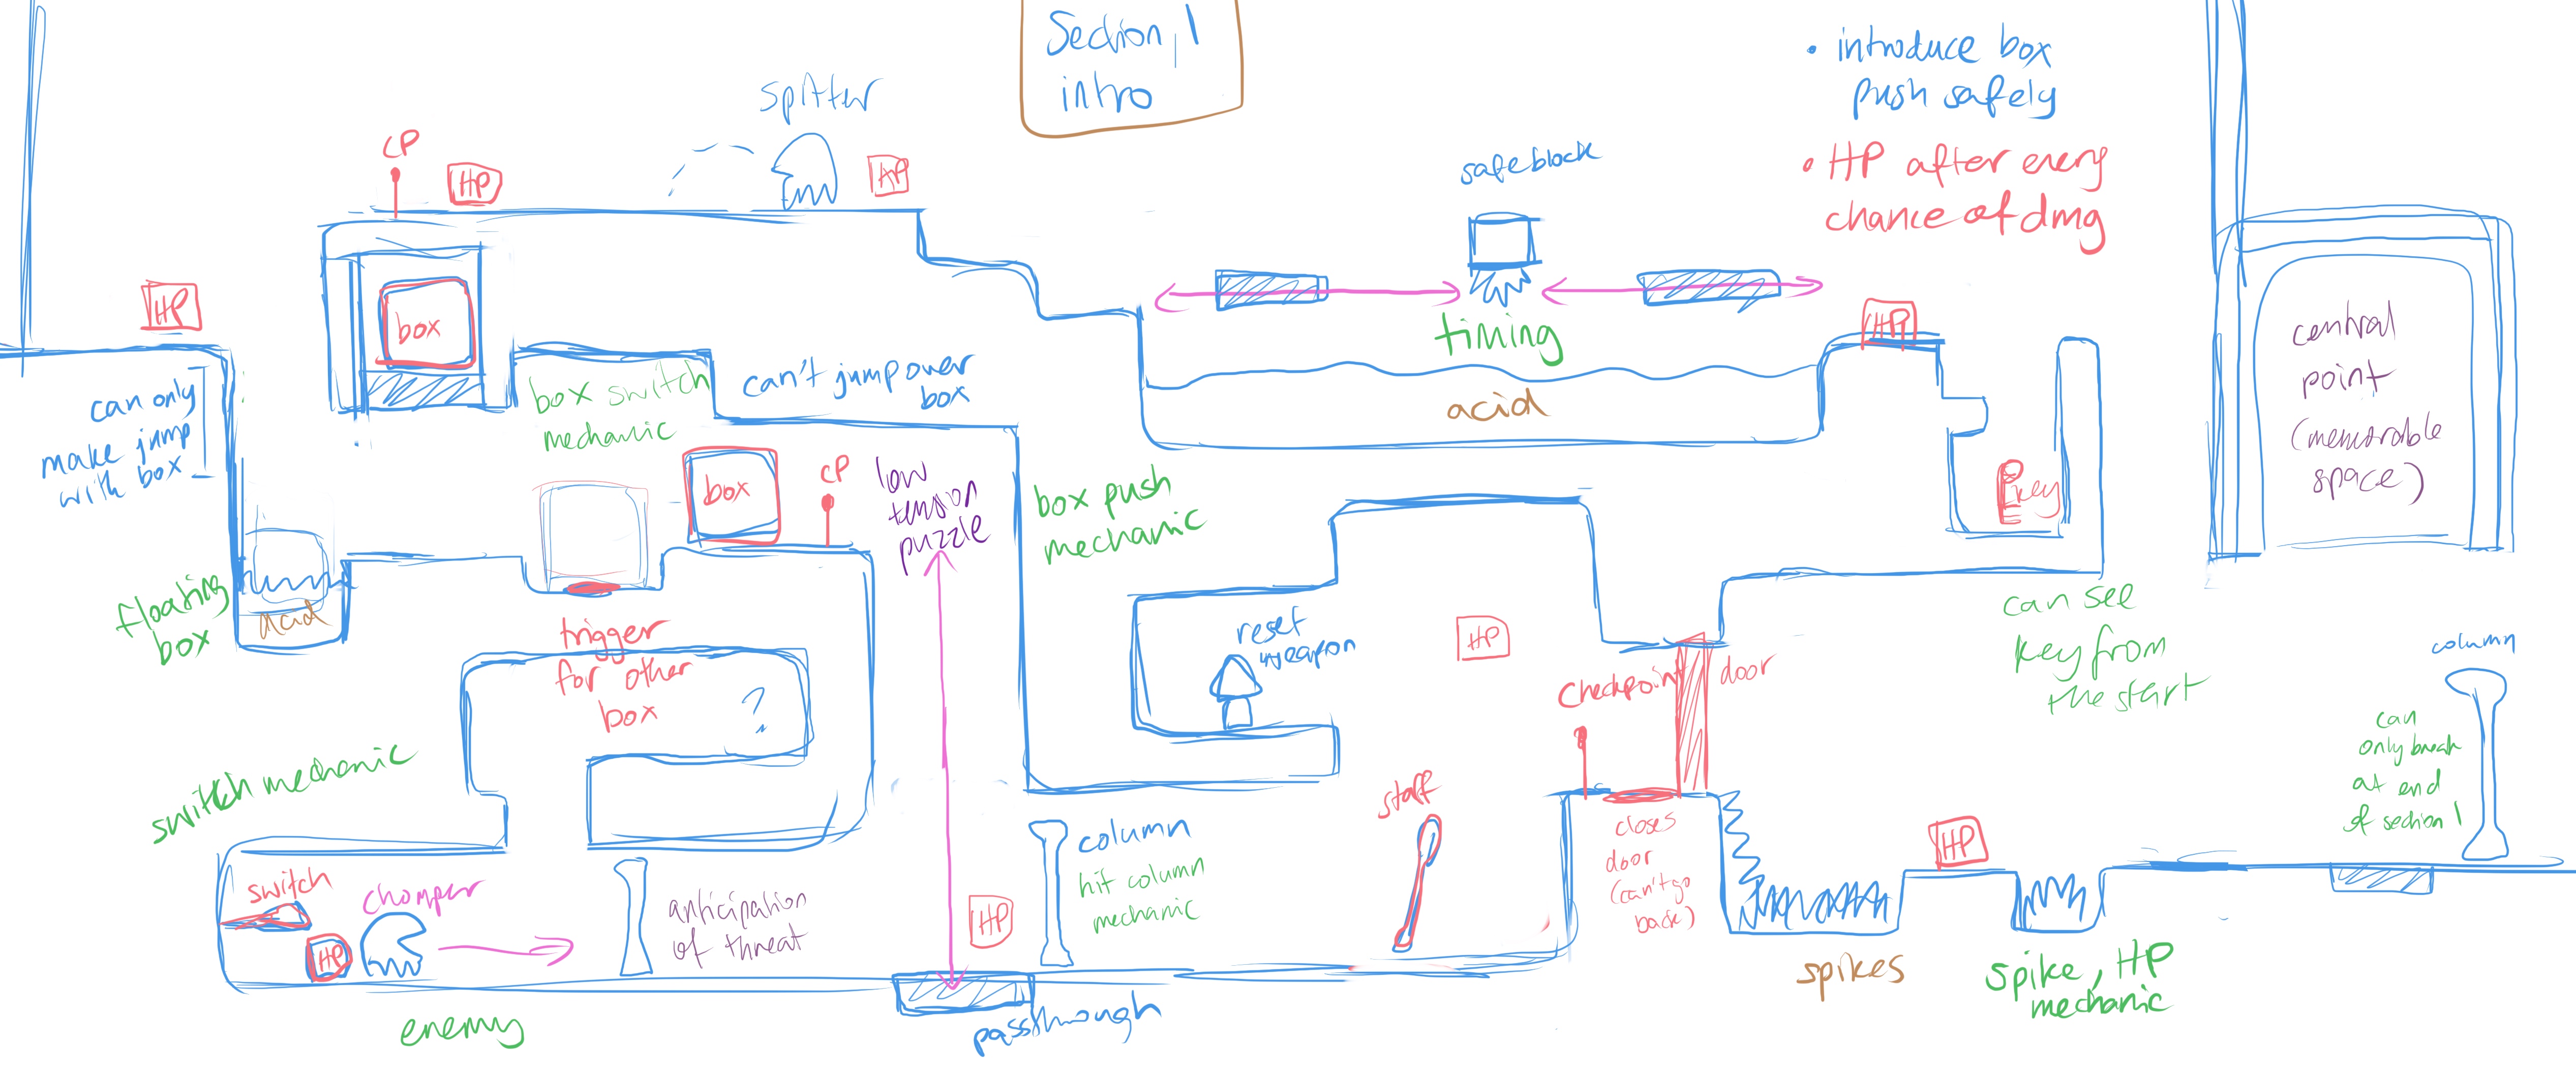 Section 1
intro
• introduce box
push safely
• HP after every
chance of dmg
spitter
CP
HP
HP
safe block
HP
box
timing
HP
central
point
(memorable
space)
can only
make jump
with box
box switch
mechanic
can't jump over
box
acid
key
box
CP
low
tension
puzzle
box push
mechanic
floating
box
acid
trigger
for other
box
?
reset
weapon
HP
Checkpoint
door
can see
key from
the start
column
can
only break
at end
of section 1
switch mechanic
staff
closes
door
(can't go
back)
HP
switch
chomper
HP
anticipation
of threat
HP
column
hit column
mechanic
spikes
spike, HP
mechanic
enemy
passthrough